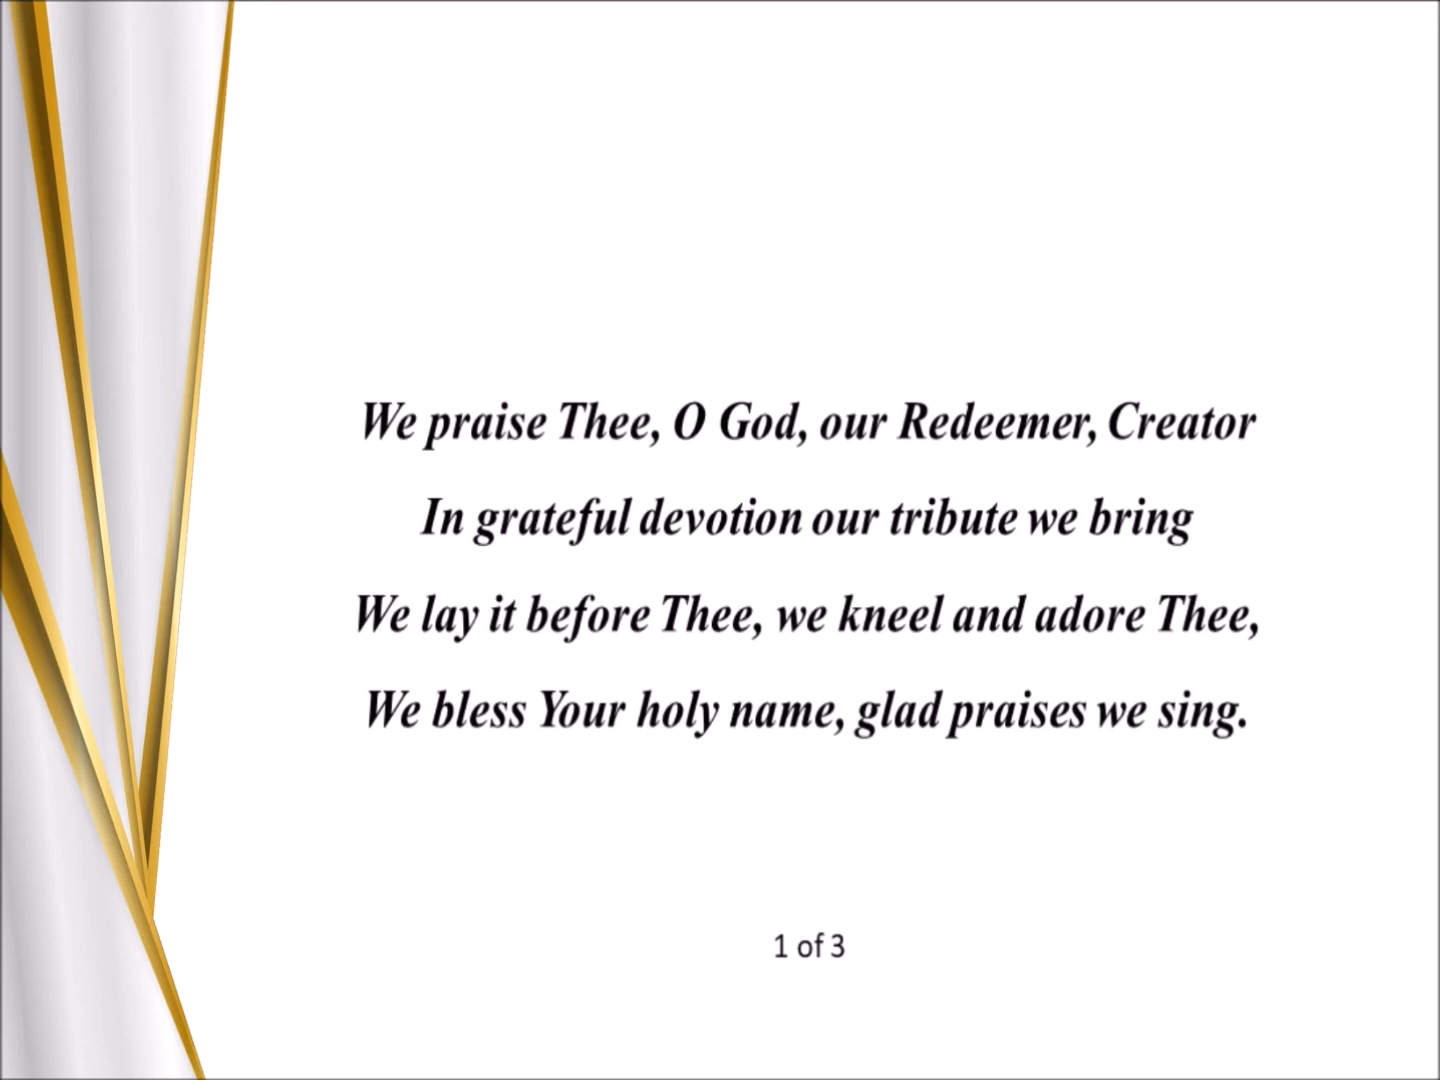 We praise Thee, O God, our Redeemer, Creator
In grateful devotion our tribute we bring
We lay it before Thee, we kneel and adore Thee,
We bless Your holy name, glad praises we sing.
1 of 3